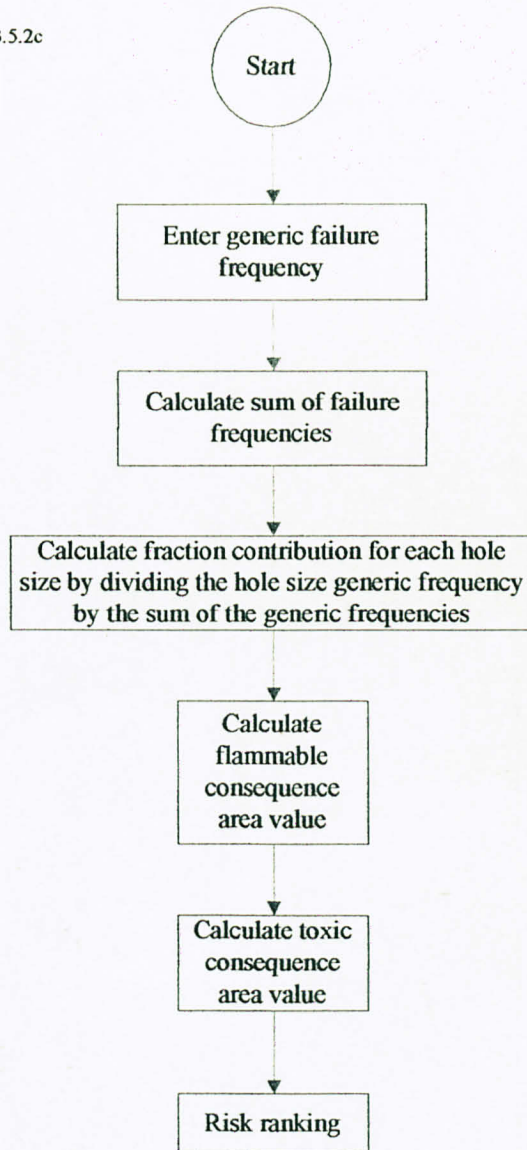 .5.2c
Start
Enter generic failure
frequency
Calculate sum of failure
frequencies
Calculate fraction contribution for each hole
size by dividing the hole size generic frequency
by the sum of the generic frequencies
Calculate
flammable
consequence
area value
Calculate toxic
consequence
area value
Risk ranking